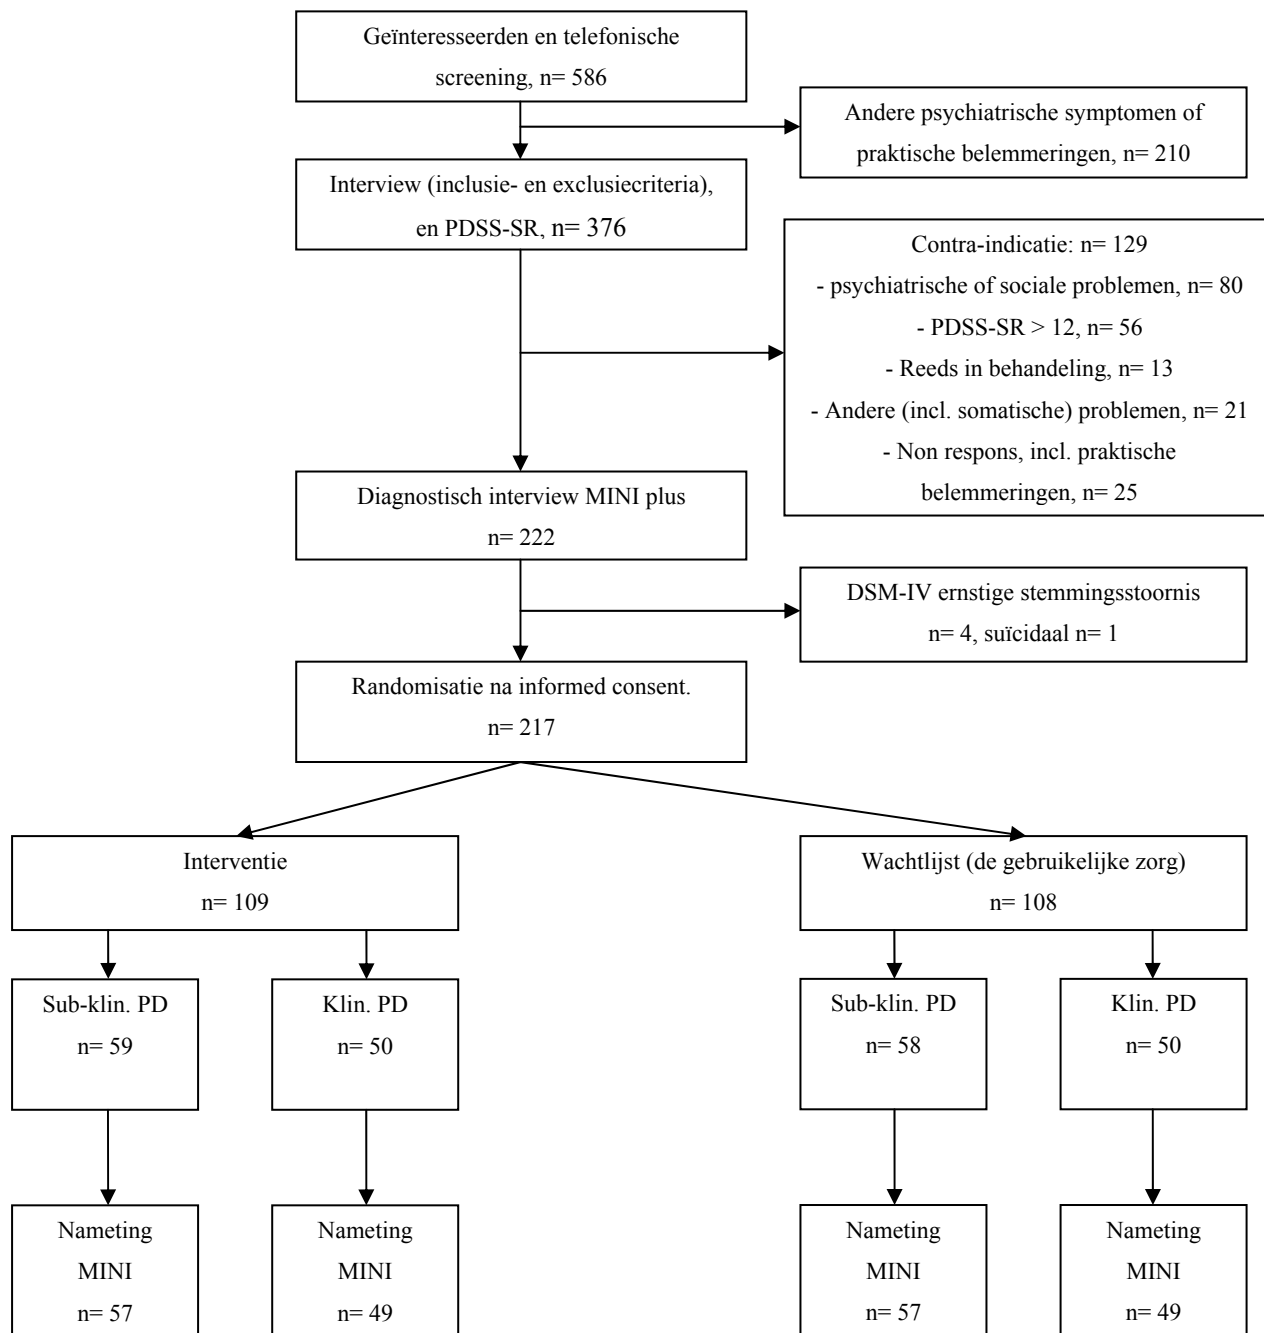 Geïnteresseerden en telefonische
screening, n= 586
Andere psychiatrische symptomen of
praktische belemmeringen, n= 210
Interview (inclusie- en exclusiecriteria),
en PDSS-SR, n= 376
Contra-indicatie: n= 129
- psychiatrische of sociale problemen, n= 80
- PDSS-SR > 12, n= 56
- Reeds in behandeling, n= 13
- Andere (incl. somatische) problemen, n= 21
- Non respons, incl. praktische
belemmeringen, n= 25
Diagnostisch interview MINI plus
n= 222
DSM-IV ernstige stemmingsstoornis
n= 4, suïcidaal n= 1
Randomisatie na informed consent.
n= 217
Interventie
n= 109
Wachtlijst (de gebruikelijke zorg)
n= 108
Sub-klin. PD
n= 59
Klin. PD
n= 50
Sub-klin. PD
n= 58
Klin. PD
n= 50
Nameting
MINI
n= 57
Nameting
MINI
n= 49
Nameting
MINI
n= 57
Nameting
MINI
n= 49